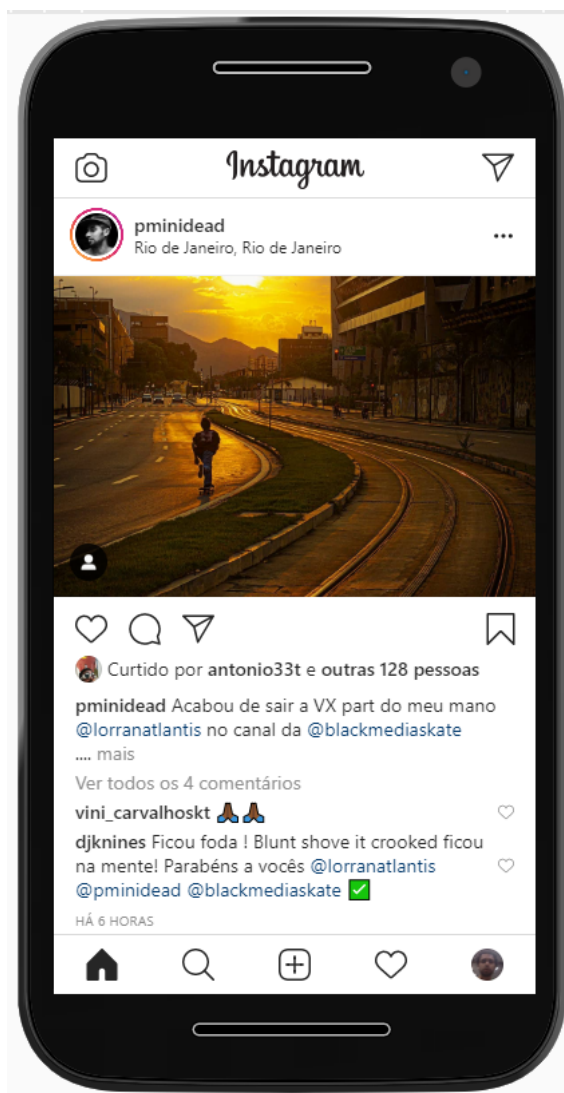 Instagram
pminidead
Rio de Janeiro, Rio de Janeiro
Curtido por antonio33t e outras 128 pessoas
pminidead Acabou de sair a VX part do meu mano
@lorranatlantis no canal da @blackmediaskate
.... mais
Ver todos os 4 comentários
vini_carvalhoskt 🙏🏾🙏🏾
djknines Ficou foda ! Blunt shove it crooked ficou
na mente! Parabéns a vocês @lorranatlantis
@pminidead @blackmediaskate ✅
HÁ 6 HORAS